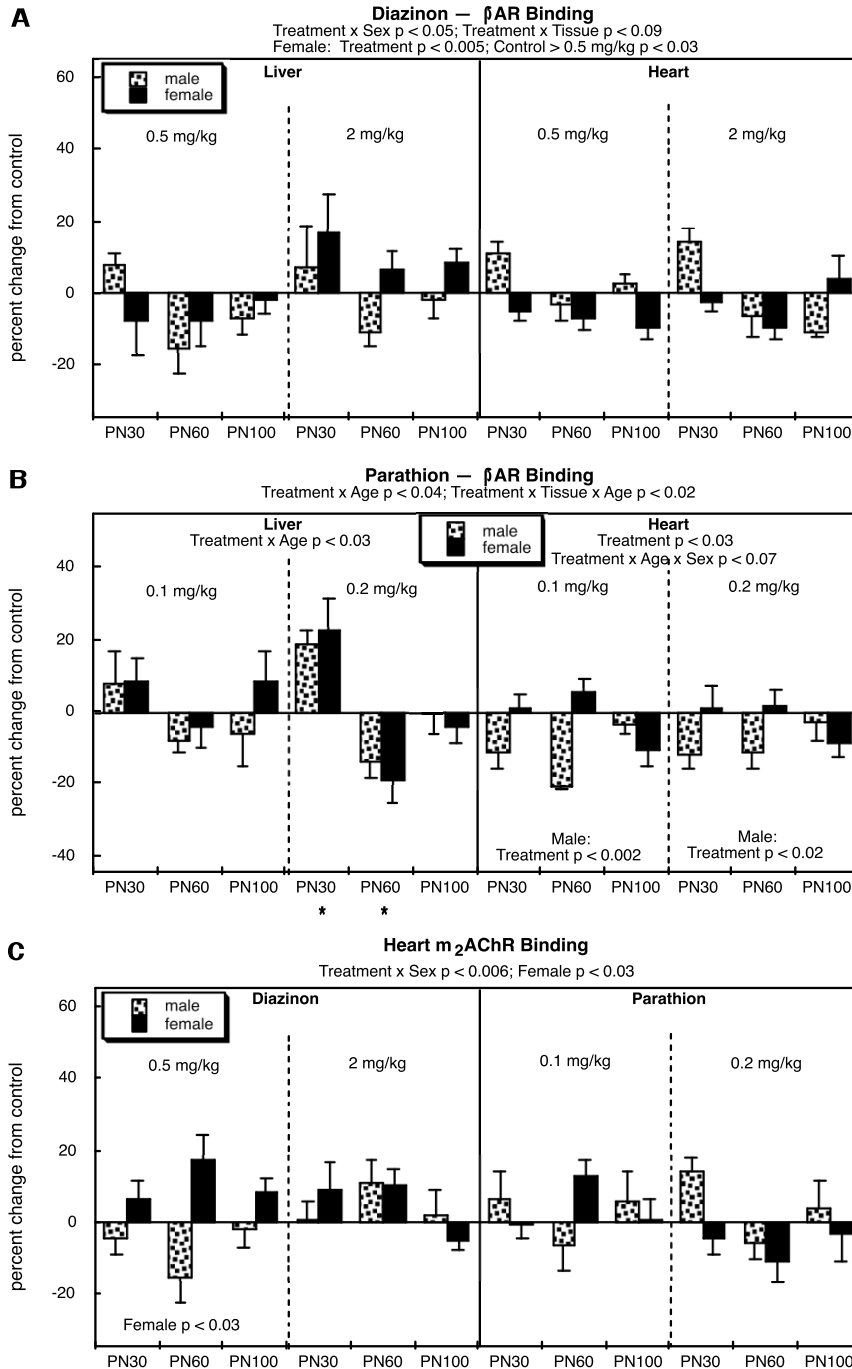 A
Diazinon — βAR Binding
Treatment x Sex p < 0.05; Treatment x Tissue p < 0.09
Female: Treatment p < 0.005; Control > 0.5 mg/kg p < 0.03
percent change from control
60
40
20
0
-20
male
female
Liver
Heart
0.5 mg/kg
2 mg/kg
0.5 mg/kg
2 mg/kg
PN30 PN60 PN100 PN30 PN60 PN100 PN30 PN60 PN100 PN30 PN60 PN100
B
Parathion — βAR Binding
Treatment x Age p < 0.04; Treatment x Tissue x Age p < 0.02
percent change from control
40
20
0
-20
-40
Liver
Treatment x Age p < 0.03
male
female
Heart
Treatment p < 0.03
Treatment x Age x Sex p < 0.07
0.1 mg/kg
0.2 mg/kg
0.1 mg/kg
0.2 mg/kg
Male:
Treatment p < 0.002
Male:
Treatment p < 0.02
PN30 PN60 PN100 PN30 PN60 PN100 PN30 PN60 PN100 PN30 PN60 PN100
* *
C
Heart m2AChR Binding
Treatment x Sex p < 0.006; Female p < 0.03
percent change from control
60
40
20
0
-20
male
female
Diazinon
Parathion
0.5 mg/kg
2 mg/kg
0.1 mg/kg
0.2 mg/kg
Female p < 0.03
PN30 PN60 PN100 PN30 PN60 PN100 PN30 PN60 PN100 PN30 PN60 PN100